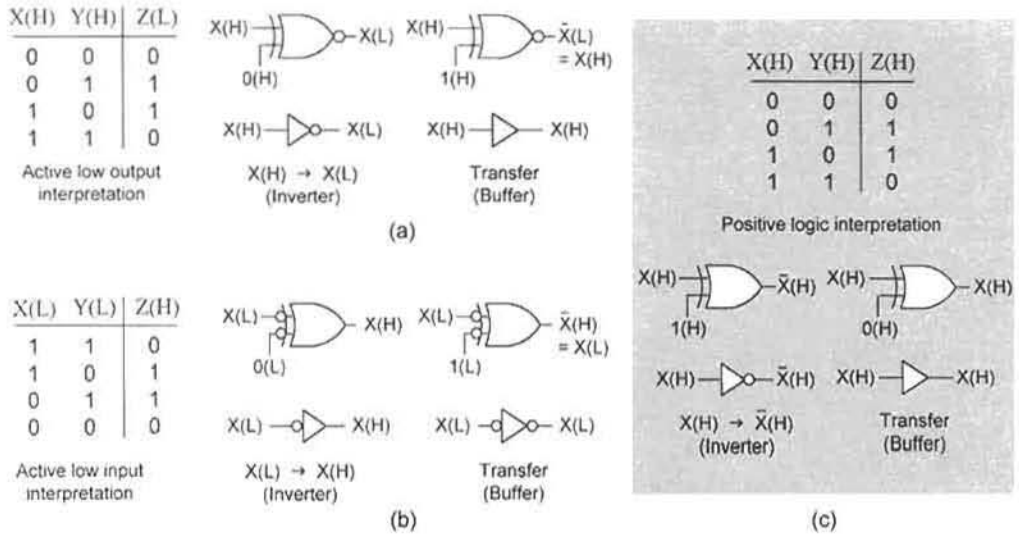 X(H) Y(H) Z(L)
0 0 0
0 1 1
1 0 1
1 1 0
Active low output
interpretation
X(H) X(L)
0(H)
X(H) X̄(L)
= X(H)
1(H)
X(H) X(L)
X(H) → X(L)
(Inverter)
X(H) X(H)
Transfer
(Buffer)
(a)
X(L) Y(L) Z(H)
1 1 0
1 0 1
0 1 1
0 0 0
Active low input
interpretation
X(L) X(H)
0(L)
X(L) X̄(H)
= X(L)
1(L)
X(L) X(H)
X(L) → X(H)
(Inverter)
X(L) X(L)
Transfer
(Buffer)
(b)
X(H) Y(H) Z(H)
0 0 0
0 1 1
1 0 1
1 1 0
Positive logic interpretation
X(H) X̄(H)
1(H)
X(H) X(H)
0(H)
X(H) X̄(H)
X(H) → X̄(H)
(Inverter)
X(H) X(H)
Transfer
(Buffer)
(c)